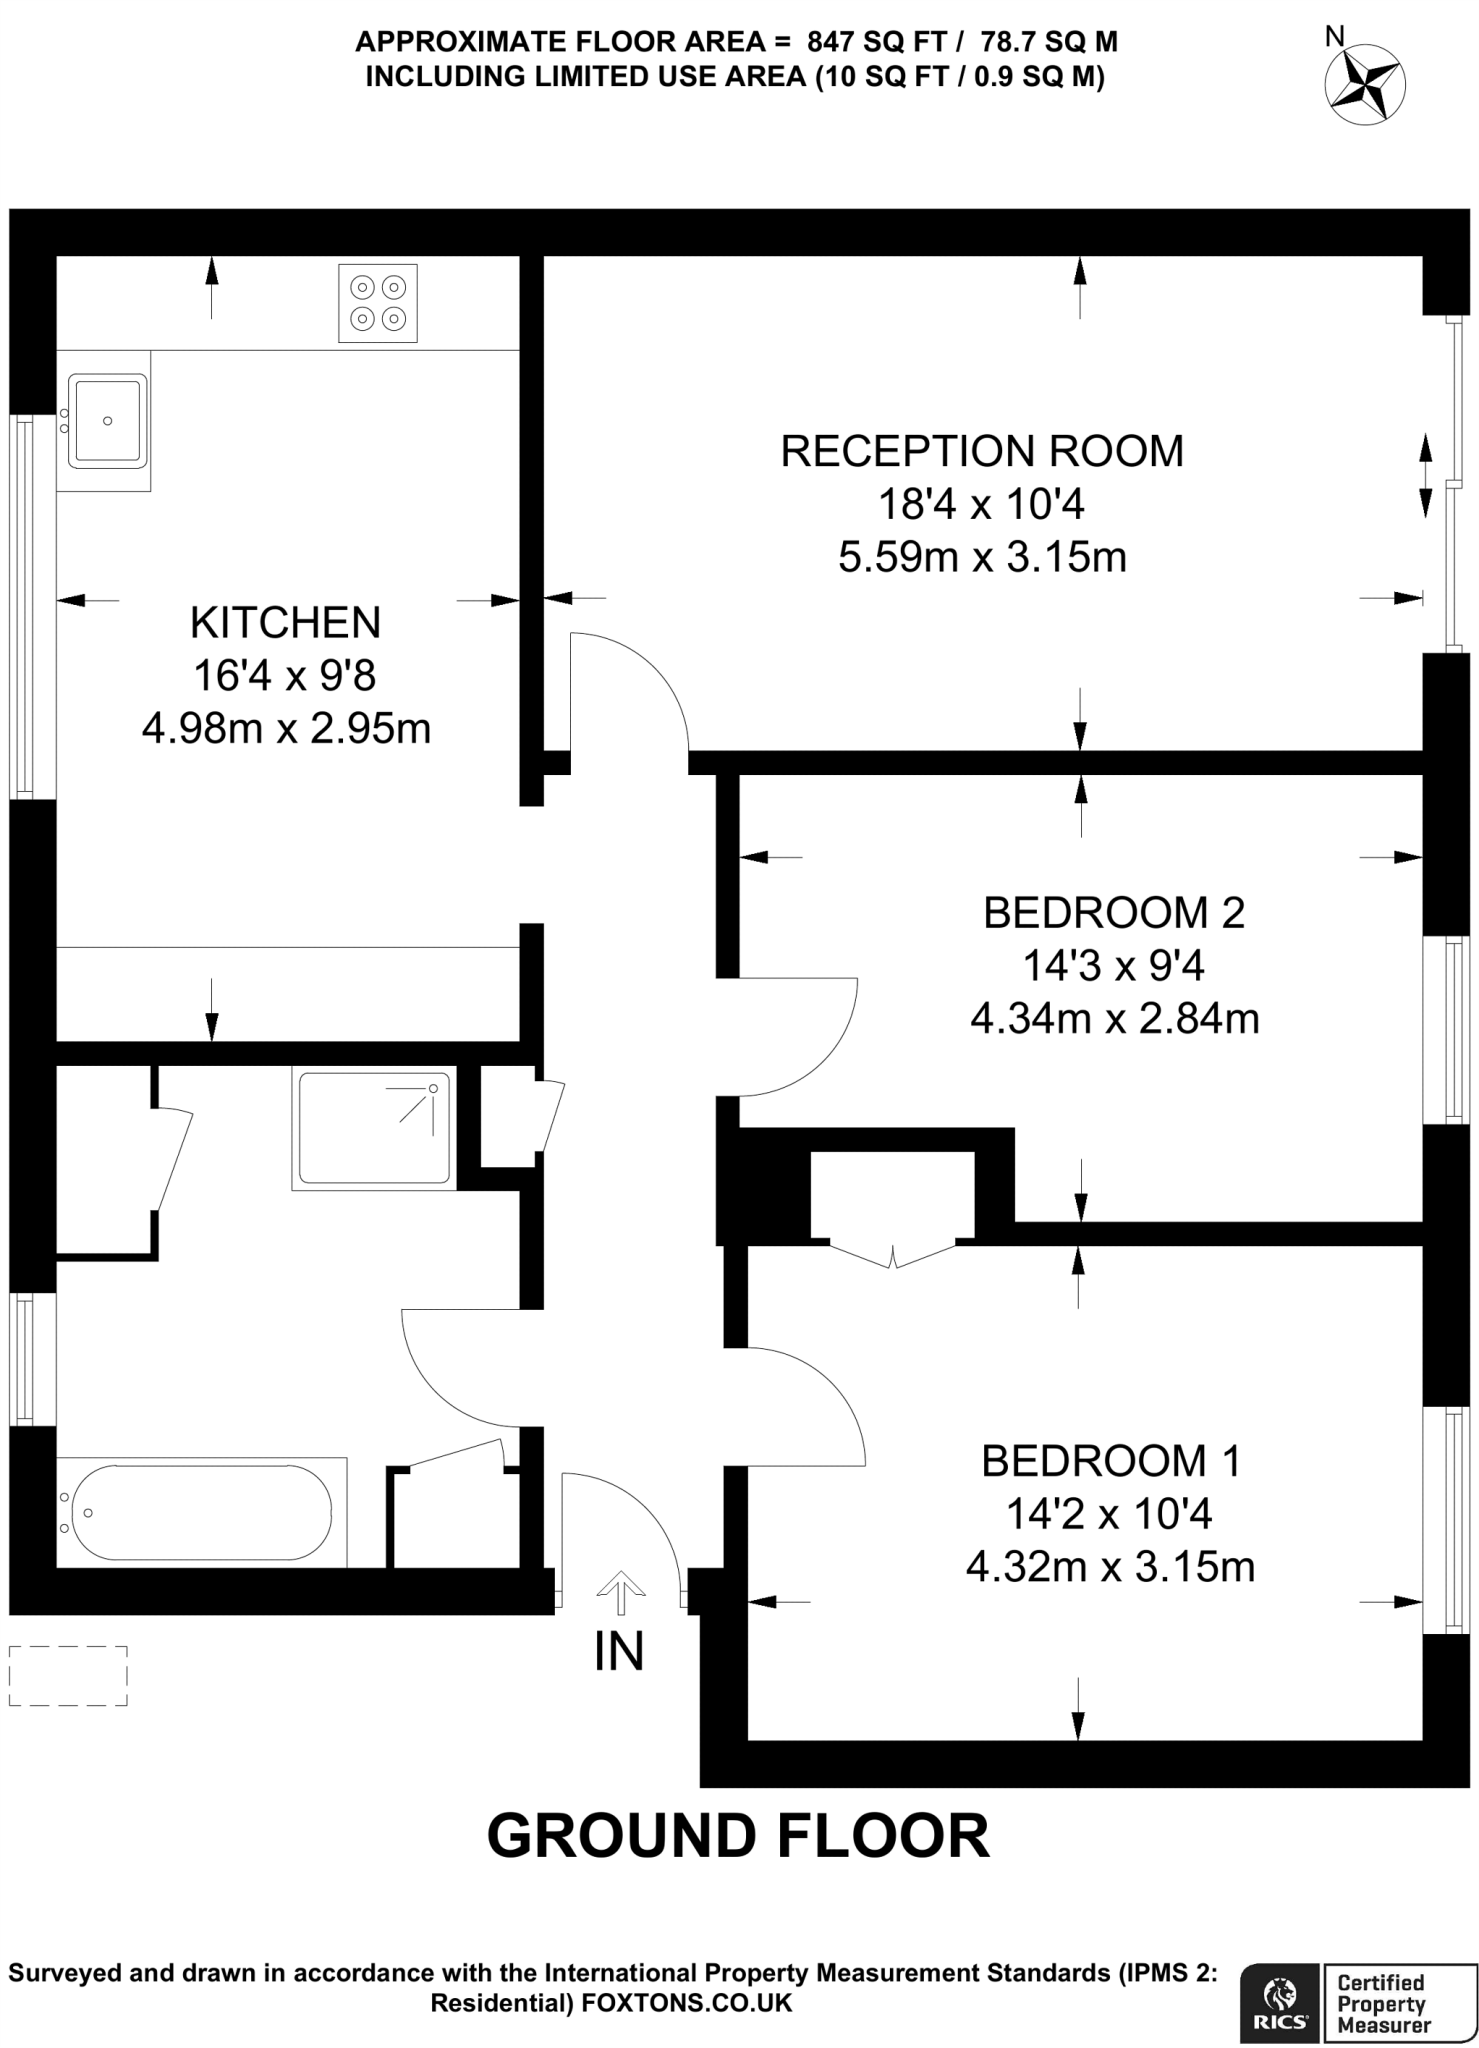 APPROXIMATE FLOOR AREA = 847 SQ FT / 78.7 SQ M
INCLUDING LIMITED USE AREA (10 SQ FT / 0.9 SQ M)
N
RECEPTION ROOM
18'4 x 10'4
5.59m x 3.15m
KITCHEN
16'4 x 9'8
4.98m x 2.95m
BEDROOM 2
14'3 x 9'4
4.34m x 2.84m
BEDROOM 1
14'2 x 10'4
4.32m x 3.15m
IN
GROUND FLOOR
Surveyed and drawn in accordance with the International Property Measurement Standards (IPMS 2:
Residential) FOXTONS.CO.UK
RICS
Certified
Property
Measurer